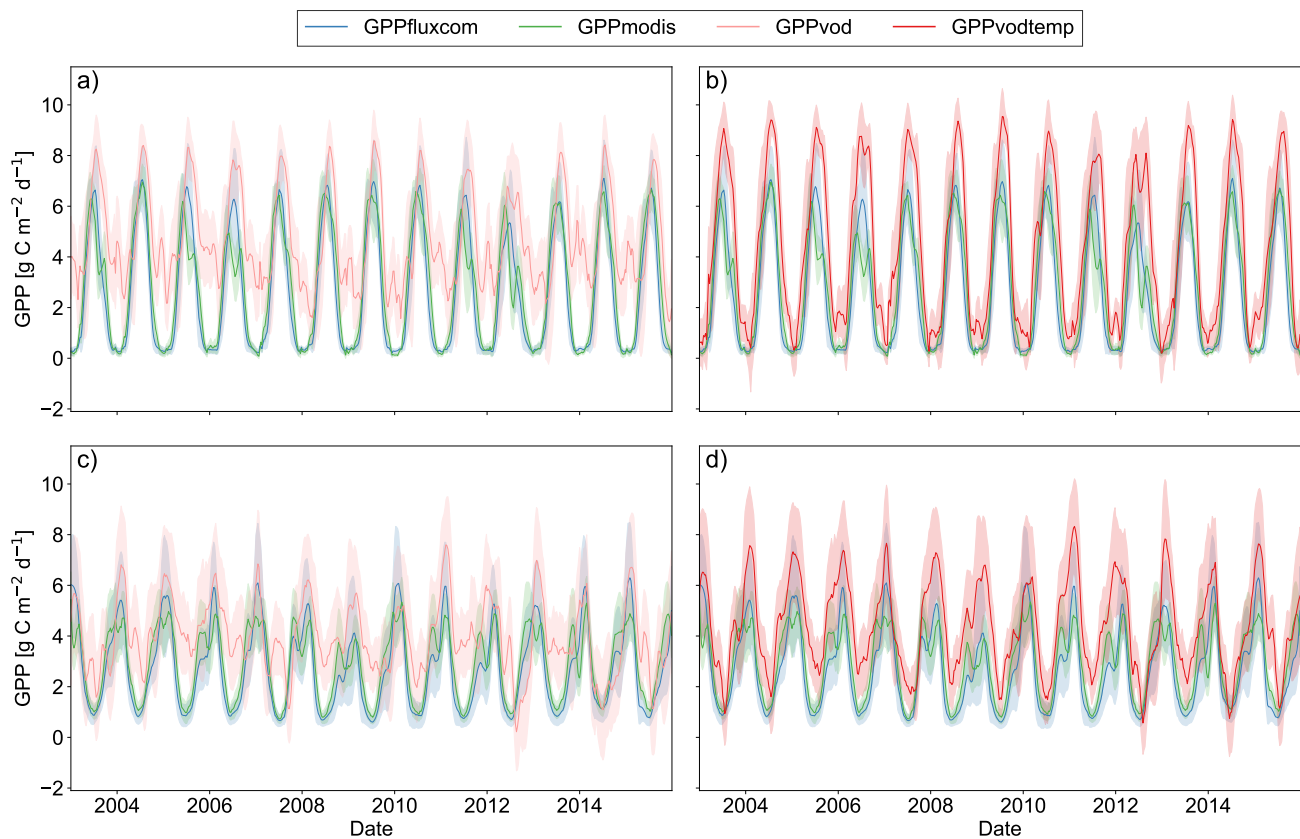 GPPfluxcom GPPmodis GPPvod GPPvodtemp
a) b)
10
8
6
4
2
0
−2
GPP [g C m⁻² d⁻¹]
c) d)
10
8
6
4
2
0
−2
GPP [g C m⁻² d⁻¹]
2004 2006 2008 2010 2012 2014 2004 2006 2008 2010 2012 2014
Date Date